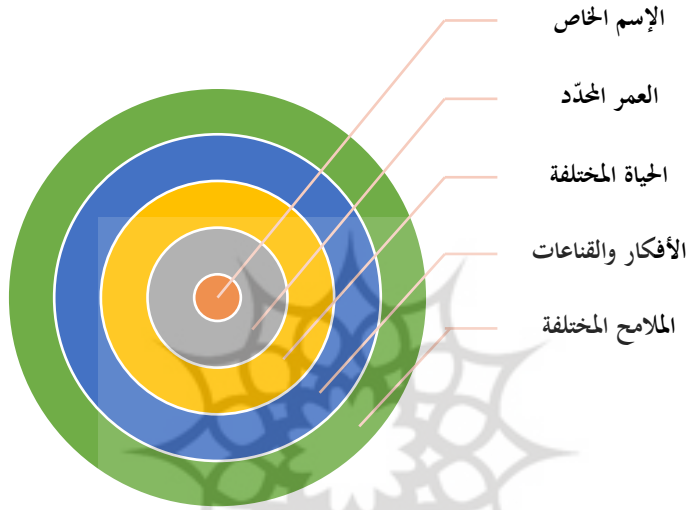 الإسم الخاص
العمر المحدّد
الحياة المختلفة
الأفكار والقناعات
الملامح المختلفة